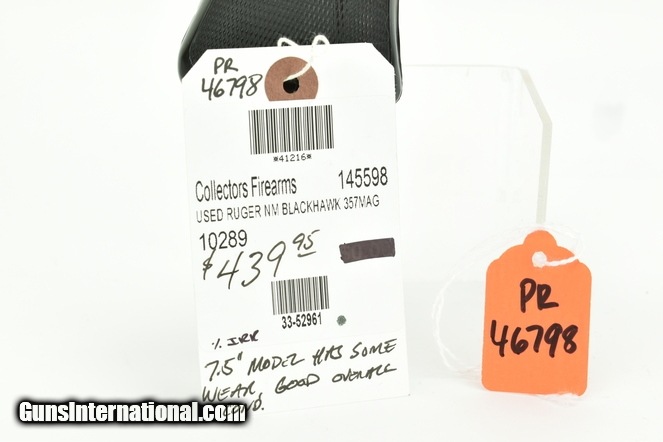 PR
46798
*41216*
Collectors Firearms 145598
USED RUGER NM BLACKHAWK 357MAG
10289
$439.95
33-52961
7.5" MODEL HAS SOME
WEAR, GOOD OVERALL
COND.
PR
46798
GunsInternational.com